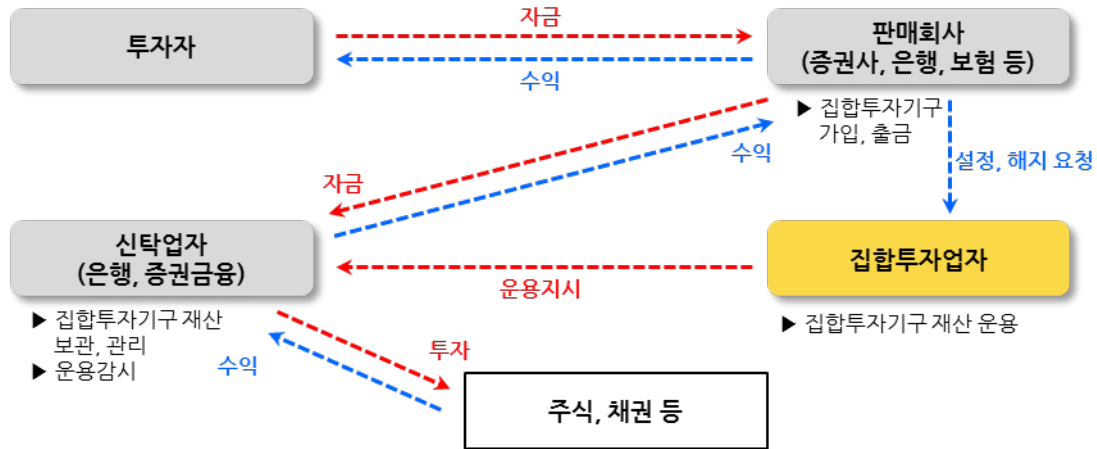 투자자
자금
수익
판매회사
(증권사, 은행, 보험 등)
▶ 집합투자기구
가입, 출금
설정, 해지 요청
수익
자금
신탁업자
(은행, 증권금융)
운용지시
집합투자업자
▶ 집합투자기구 재산
보관, 관리
▶ 운용감시
▶ 집합투자기구 재산 운용
투자
수익
주식, 채권 등